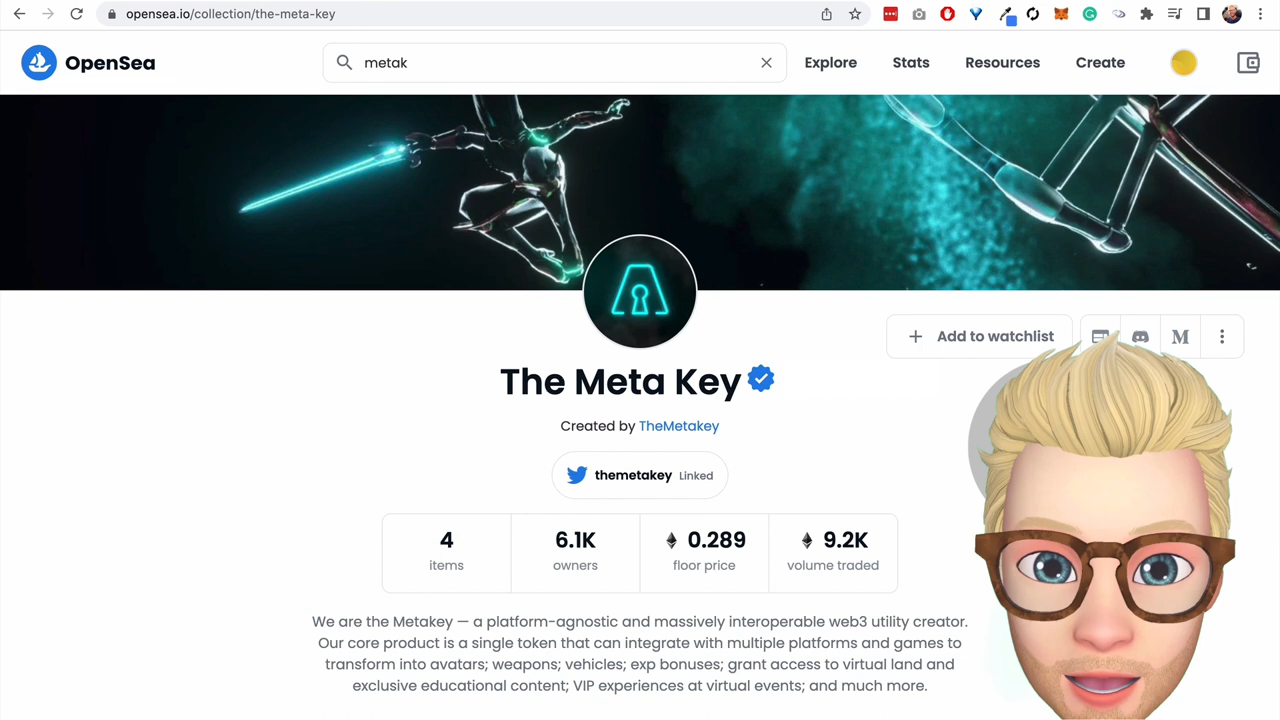 opensea.io/collection/the-meta-key
OpenSea
metak
Explore
Stats
Resources
Create
Add to watchlist
The Meta Key
Created by TheMetakey
themetakey Linked
4
items
6.1K
owners
0.289
floor price
9.2K
volume traded
We are the Metakey — a platform-agnostic and massively interoperable web3 utility creator.
Our core product is a single token that can integrate with multiple platforms and games to
transform into avatars; weapons; vehicles; exp bonuses; grant access to virtual land and
exclusive educational content; VIP experiences at virtual events; and much more.